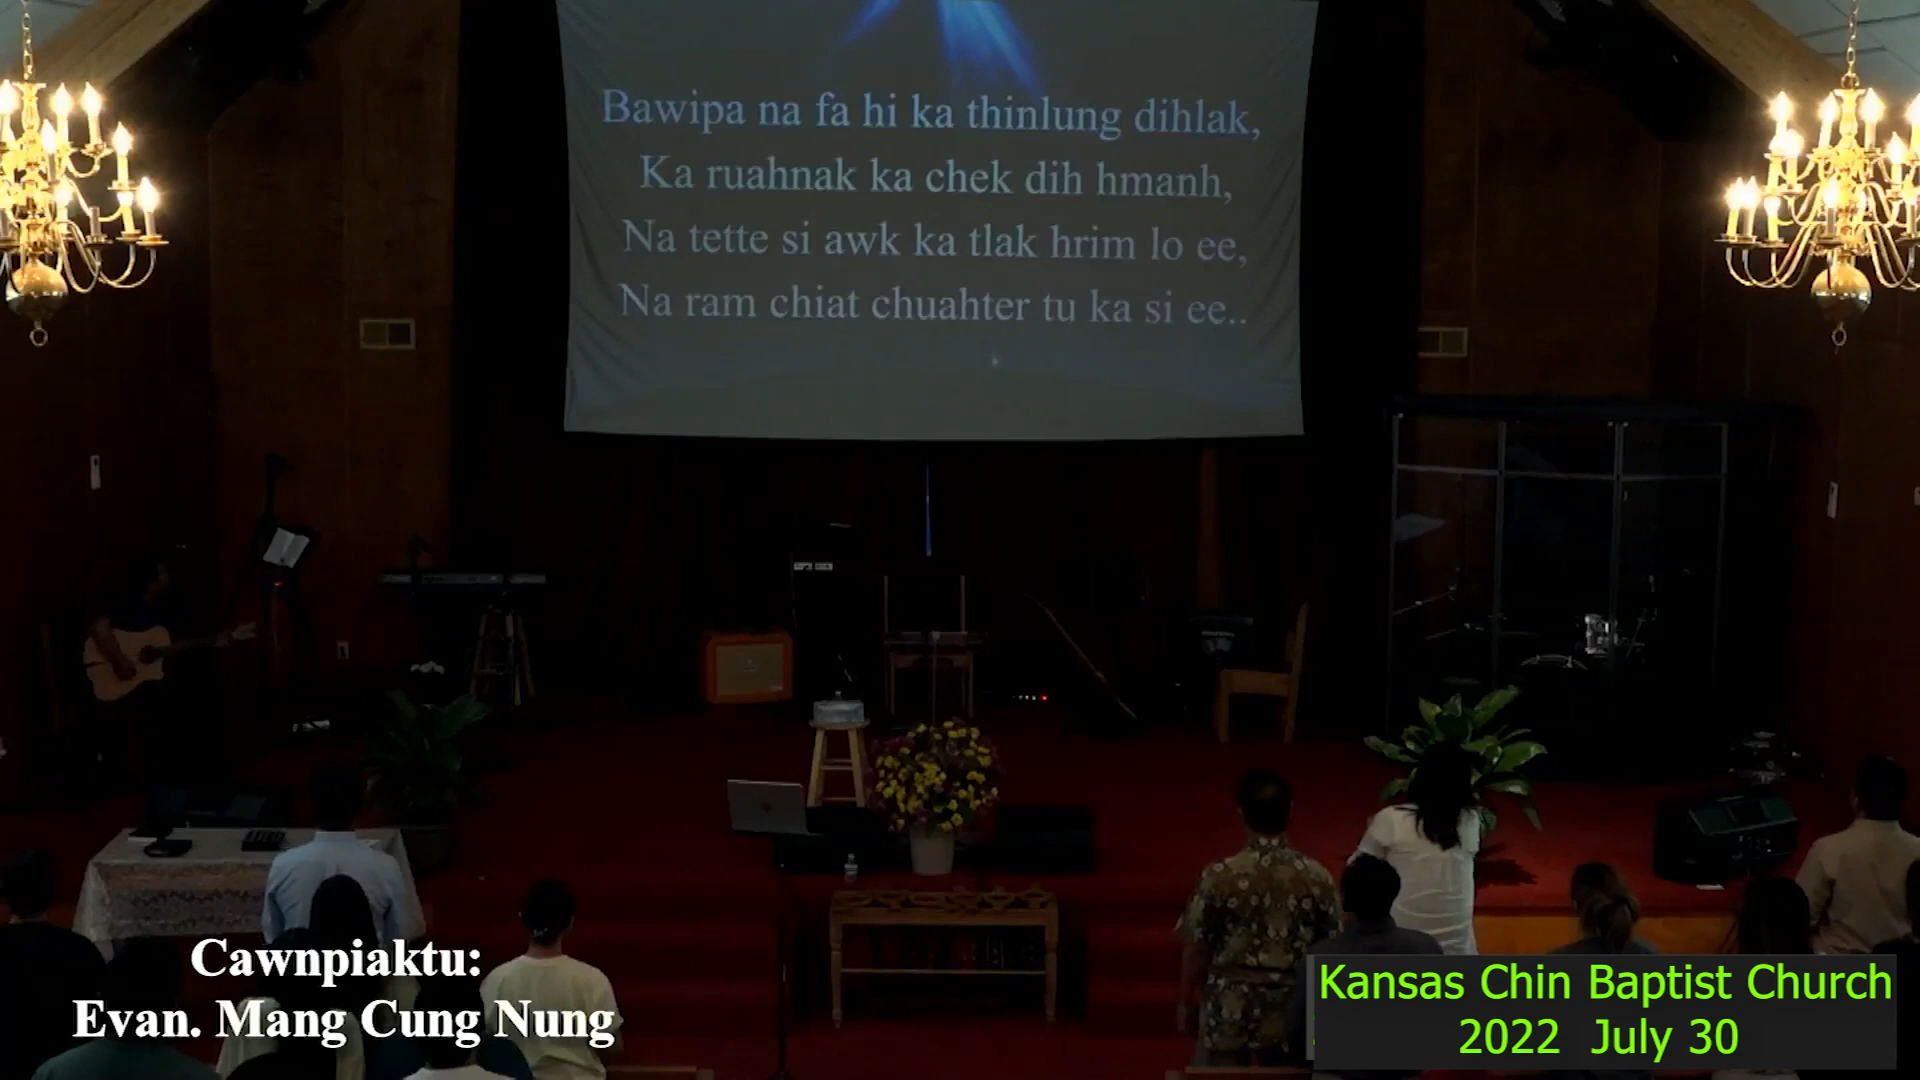 Bawipa na fa hi ka thinlung dihlak,
Ka ruahnak ka chek dih hmanh,
Na tette si awk ka tlak hrim lo ee,
Na ram chiat chuahter tu ka si ee..
Cawnpiaktu:
Evan. Mang Cung Nung
Kansas Chin Baptist Church
2022 July 30